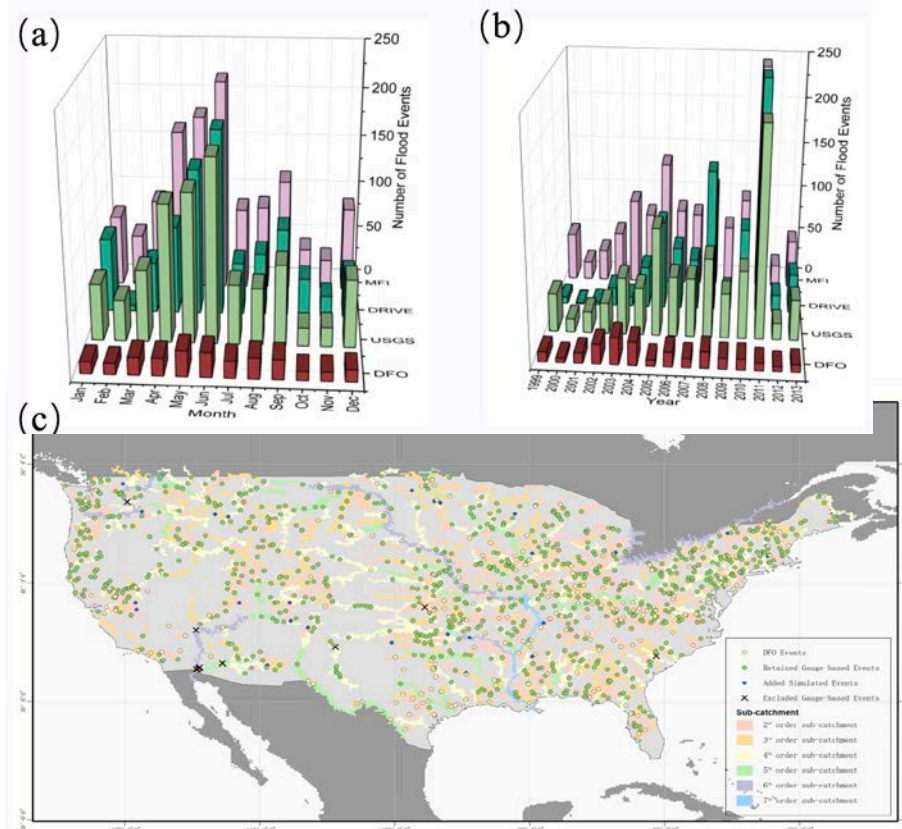 (a)
250
200
150
100
50
0
Number of Flood Events
MFI
DRIVE
USGS
DFO
Jan
Feb
Mar
Apr
May
Jun
Jul
Aug
Sep
Oct
Nov
Dec
Month
(b)
250
200
150
100
50
0
Number of Flood Events
MFI
DRIVE
USGS
DFO
1999
2000
2001
2002
2003
2004
2005
2006
2007
2008
2009
2010
2011
2012
2013
Year
(c)
DFO Events
Retained Gauge-based Events
Added Simulated Events
Excluded Gauge-based Events
Sub-catchment
2ⁿᵈ order sub-catchment
3ʳᵈ order sub-catchment
4ᵗʰ order sub-catchment
5ᵗʰ order sub-catchment
6ᵗʰ order sub-catchment
7ᵗʰ order sub-catchment